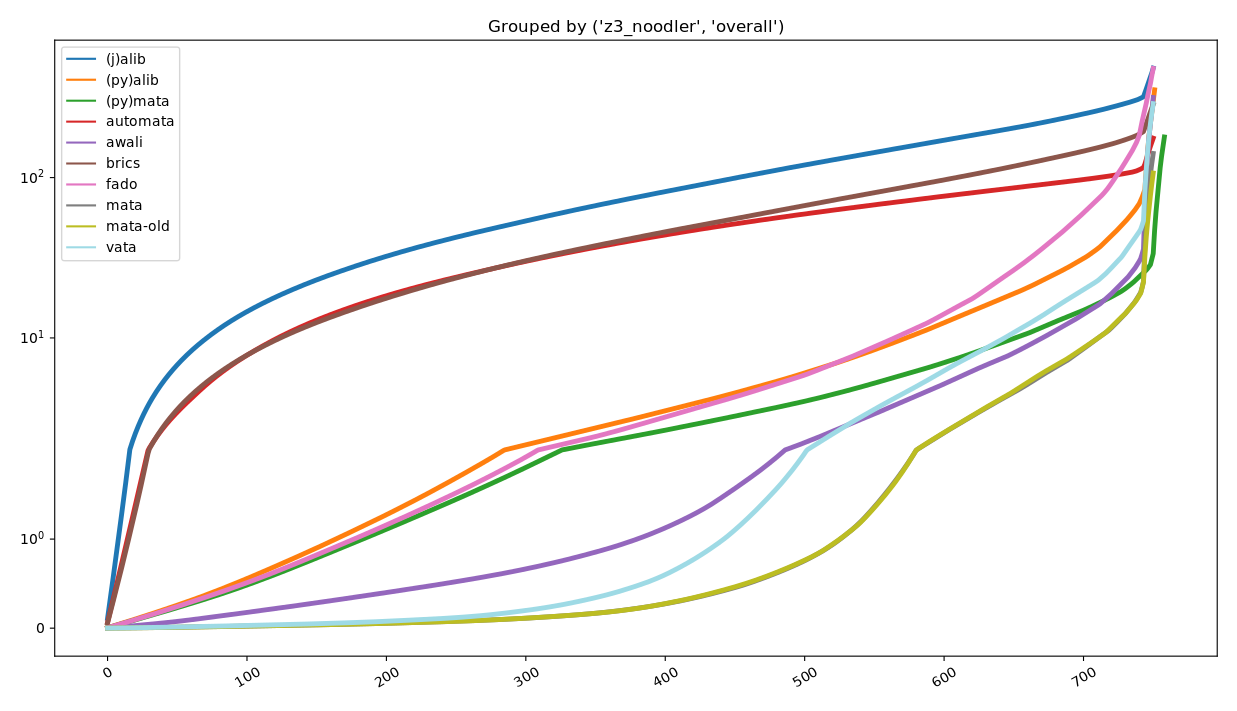 Grouped by ('z3_noodler', 'overall')
(j)alib
(py)alib
(py)mata
automata
awali
brics
fado
mata
mata-old
vata
10²
10¹
10⁰
0
0 100 200 300 400 500 600 700